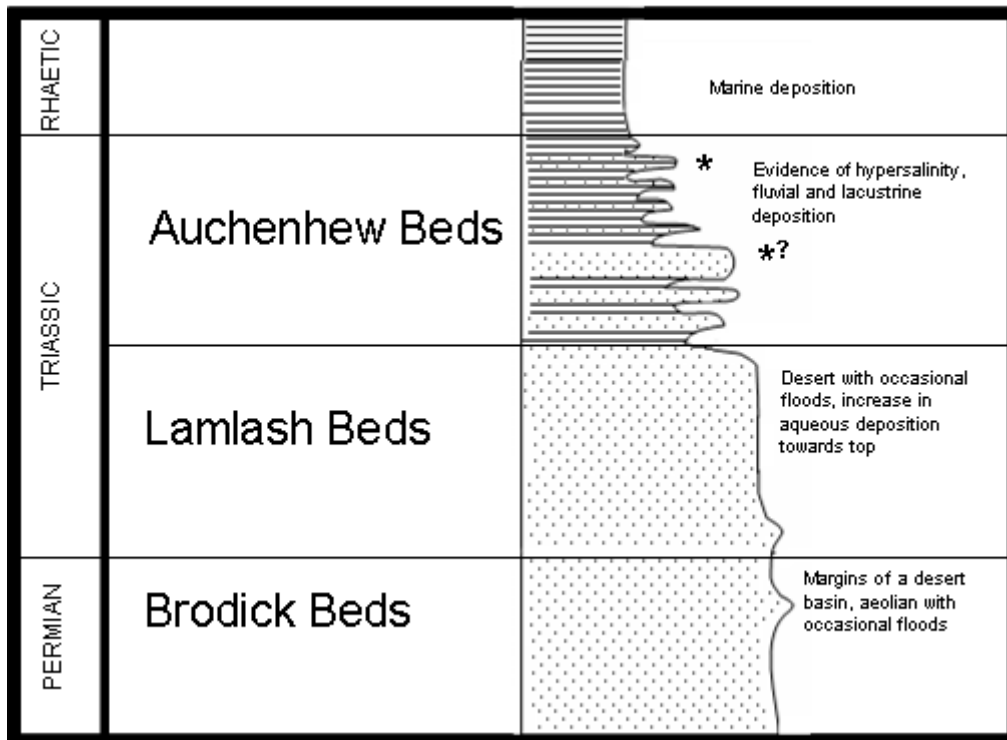 RHAETIC
Marine deposition
TRIASSIC
Auchenhew Beds
*
Evidence of hypersalinity,
fluvial and lacustrine
deposition
*?
Lamlash Beds
Desert with occasional
floods, increase in
aqueous deposition
towards top
PERMIAN
Brodick Beds
Margins of a desert
basin, aeolian with
occasional floods